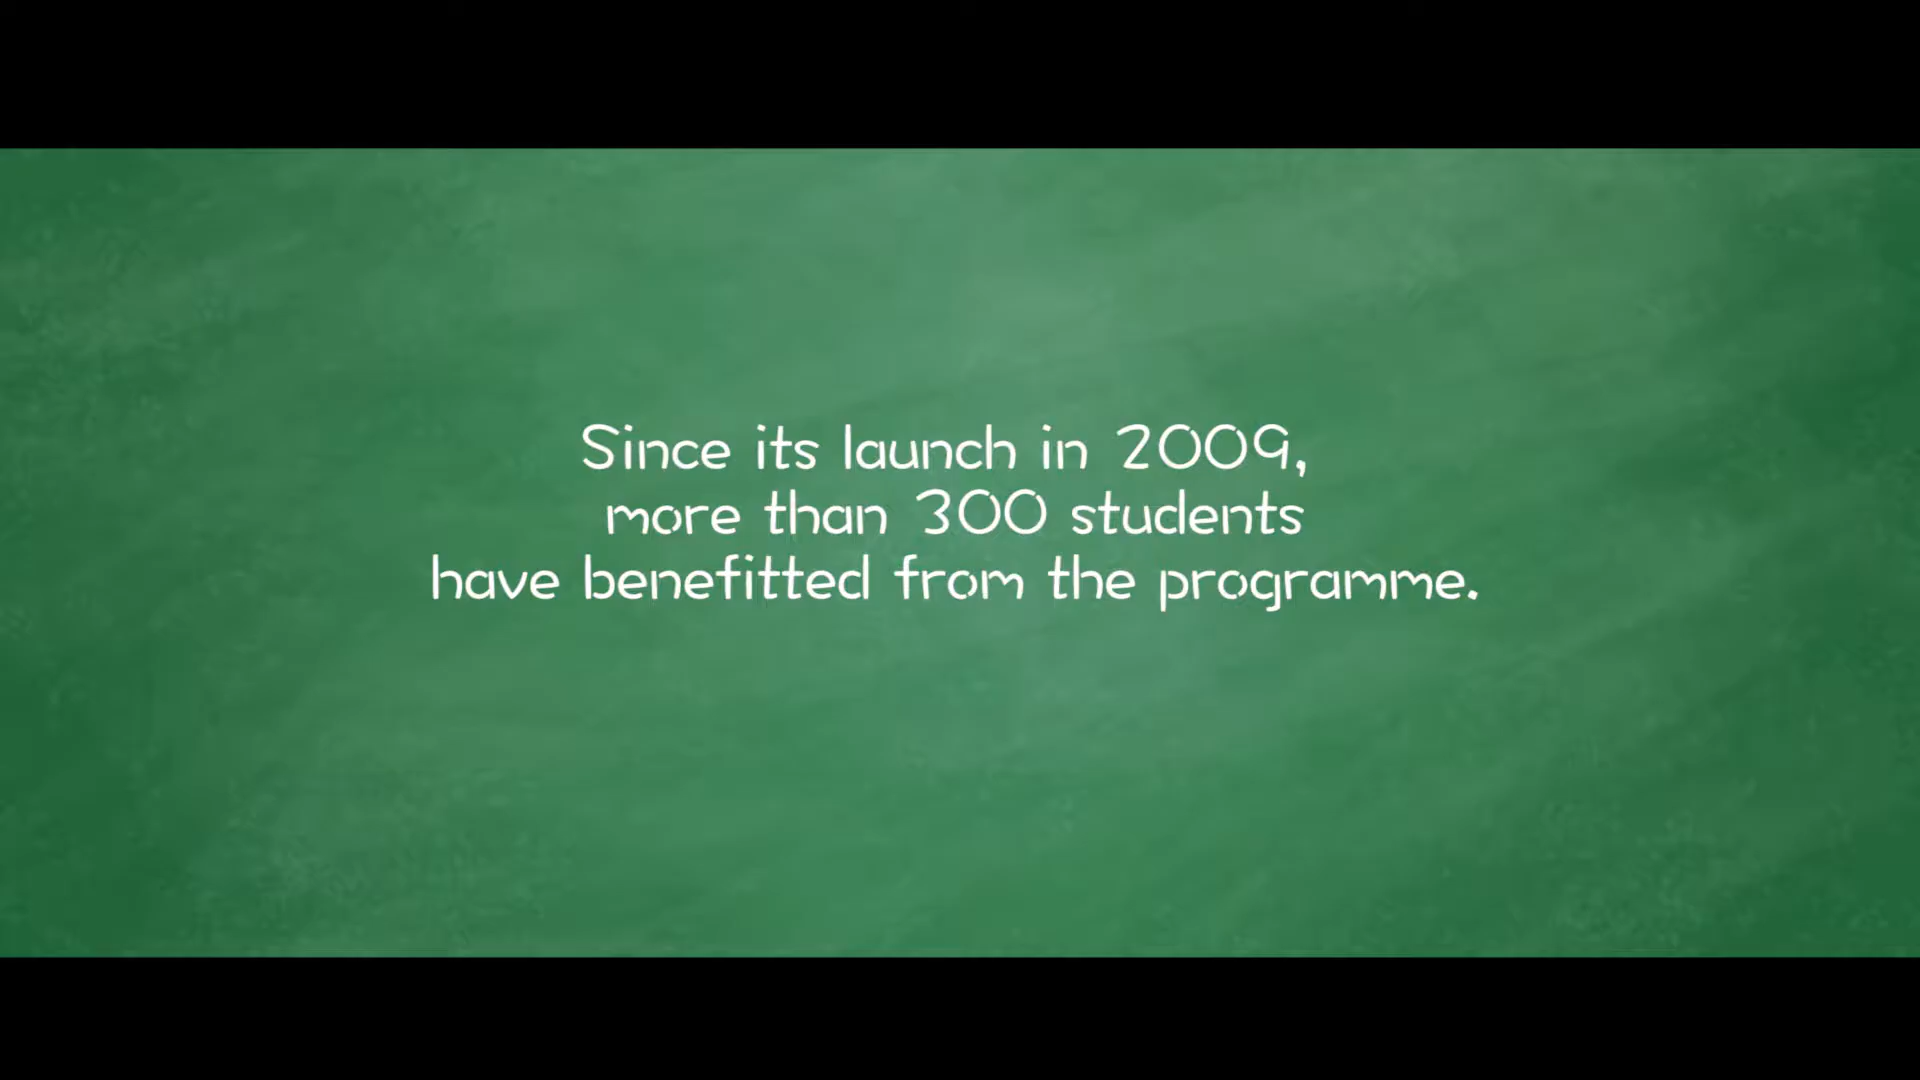 Since its launch in 2009,
more than 300 students
have benefitted from the programme.